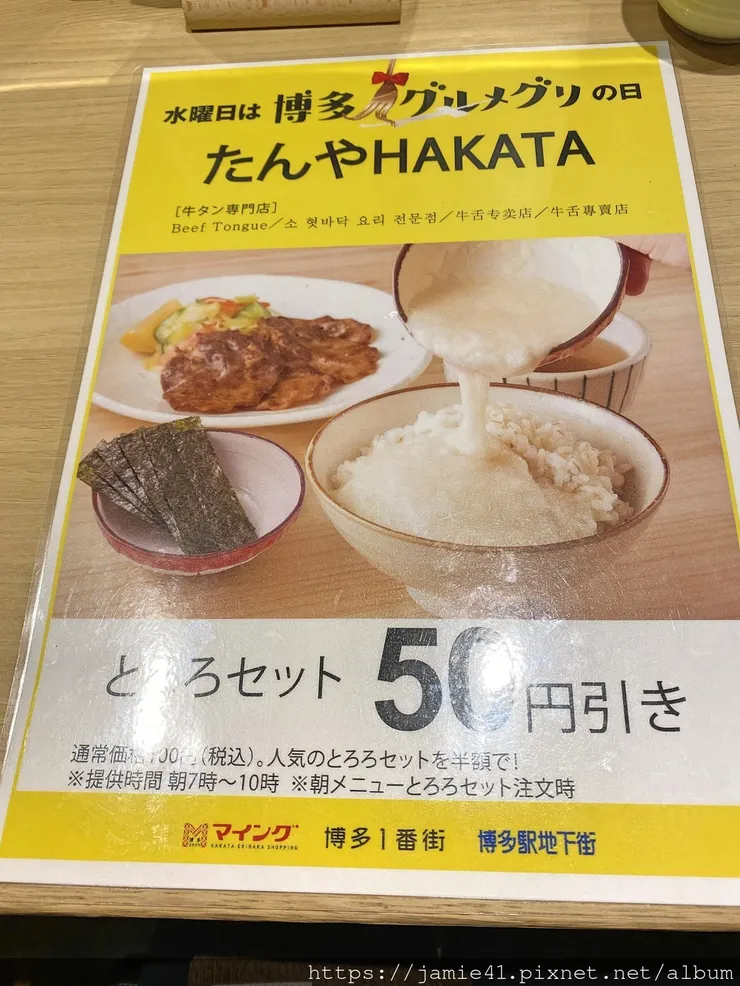 水曜日は 博多グルメグリの日
たんやHAKATA
[牛タン専門店]
Beef Tongue／소 혓바닥 요리 전문점／牛舌专卖店／牛舌專賣店
とろろセット 50円引き
通常価格100円(税込)。人気のとろろセットを半額で!
※提供時間 朝7時〜10時 ※朝メニューとろろセット注文時
マイング 博多1番街 博多駅地下街
HAKATA EKINAKA SHOPPING
https://jamie41.pixnet.net/album